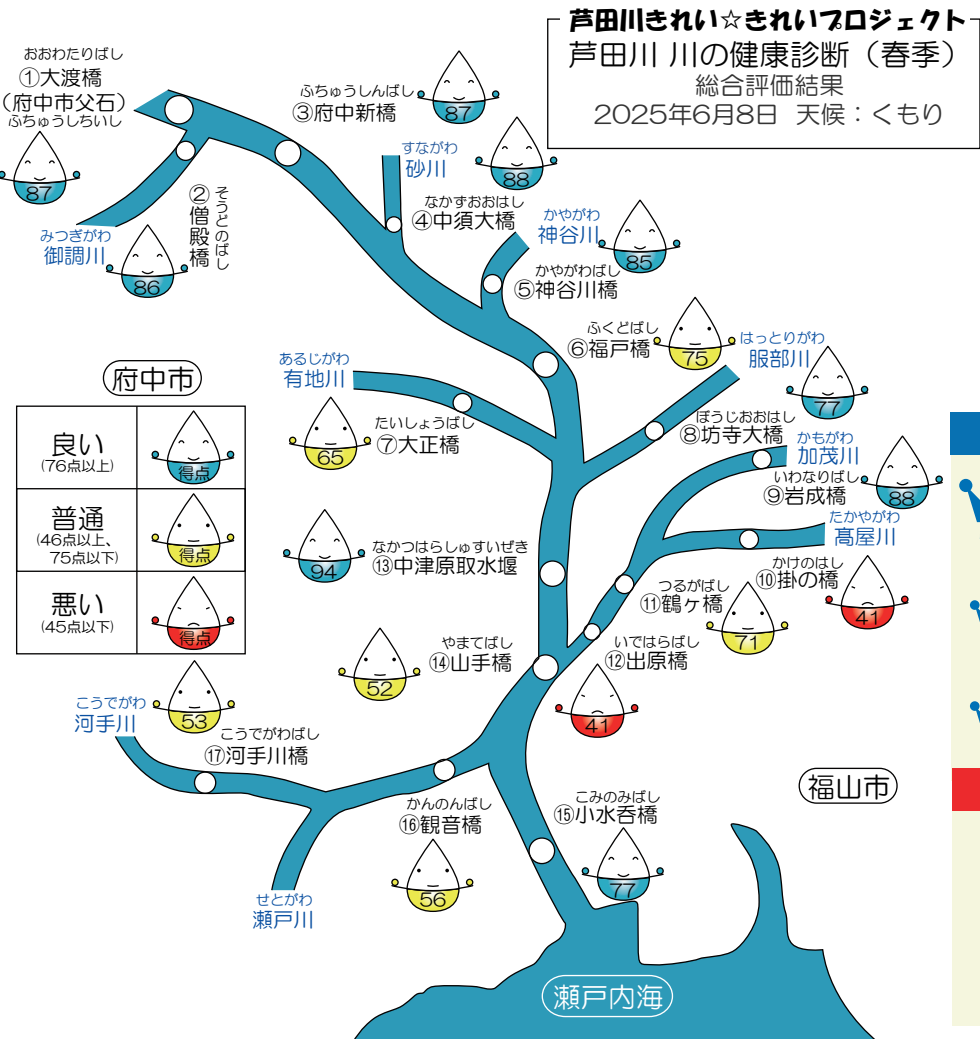 芦田川きれい☆きれいプロジェクト
芦田川 川の健康診断（春季）
総合評価結果
2025年6月8日 天候：くもり
おおわたりばし
①大渡橋
（府中市父石）
ふちゅうしちいし
87
ふちゅうしんばし
③府中新橋
87
すながわ
砂川
88
なかずおおはし
④中須大橋
そうどのばし
②僧殿橋
みつぎがわ
御調川
86
かやがわ
神谷川
85
かやがわばし
⑤神谷川橋
ふくどばし
⑥福戸橋
75
はっとりがわ
服部川
77
府中市
あるじがわ
有地川
たいしょうばし
⑦大正橋
65
ぼうじおおはし
⑧坊寺大橋
かもがわ
加茂川
いわなりばし
⑨岩成橋
88
良い
(76点以上)
得点
普通
(46点以上、
75点以下)
得点
悪い
(45点以下)
得点
たかやがわ
髙屋川
なかつはらしゅすいぜき
⑬中津原取水堰
94
かけのはし
⑩掛の橋
41
つるがばし
⑪鶴ヶ橋
71
いではらばし
⑫出原橋
41
やまてばし
⑭山手橋
52
こうでがわ
河手川
53
こうでがわばし
⑰河手川橋
福山市
かんのんばし
⑯観音橋
56
こみのみばし
⑮小水呑橋
77
せとがわ
瀬戸川
瀬戸内海